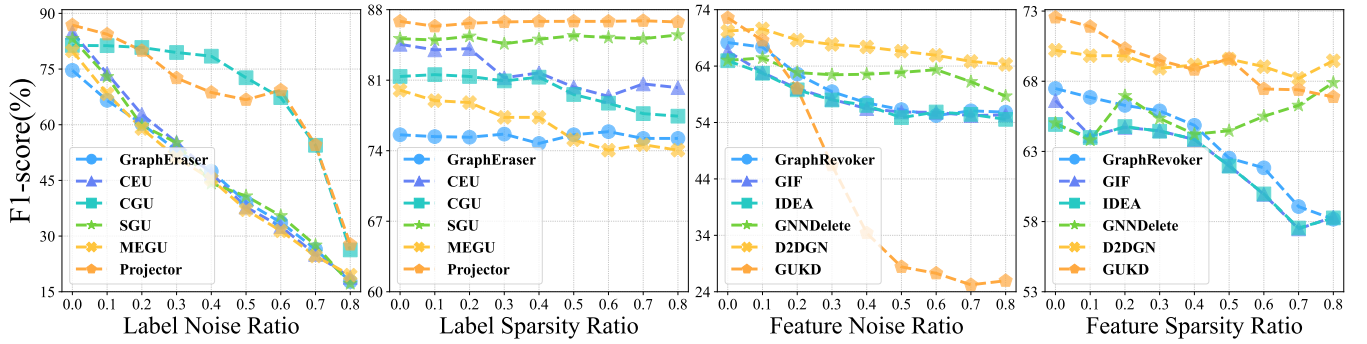 F1-score(%)
90
75
60
45
30
15
GraphEraser
CEU
CGU
SGU
MEGU
Projector
0.0 0.1 0.2 0.3 0.4 0.5 0.6 0.7 0.8
Label Noise Ratio
88
81
74
67
60
GraphEraser
CEU
CGU
SGU
MEGU
Projector
0.0 0.1 0.2 0.3 0.4 0.5 0.6 0.7 0.8
Label Sparsity Ratio
74
64
54
44
34
24
GraphRevoker
GIF
IDEA
GNNDelete
D2DGN
GUKD
0.0 0.1 0.2 0.3 0.4 0.5 0.6 0.7 0.8
Feature Noise Ratio
73
68
63
58
53
GraphRevoker
GIF
IDEA
GNNDelete
D2DGN
GUKD
0.0 0.1 0.2 0.3 0.4 0.5 0.6 0.7 0.8
Feature Sparsity Ratio